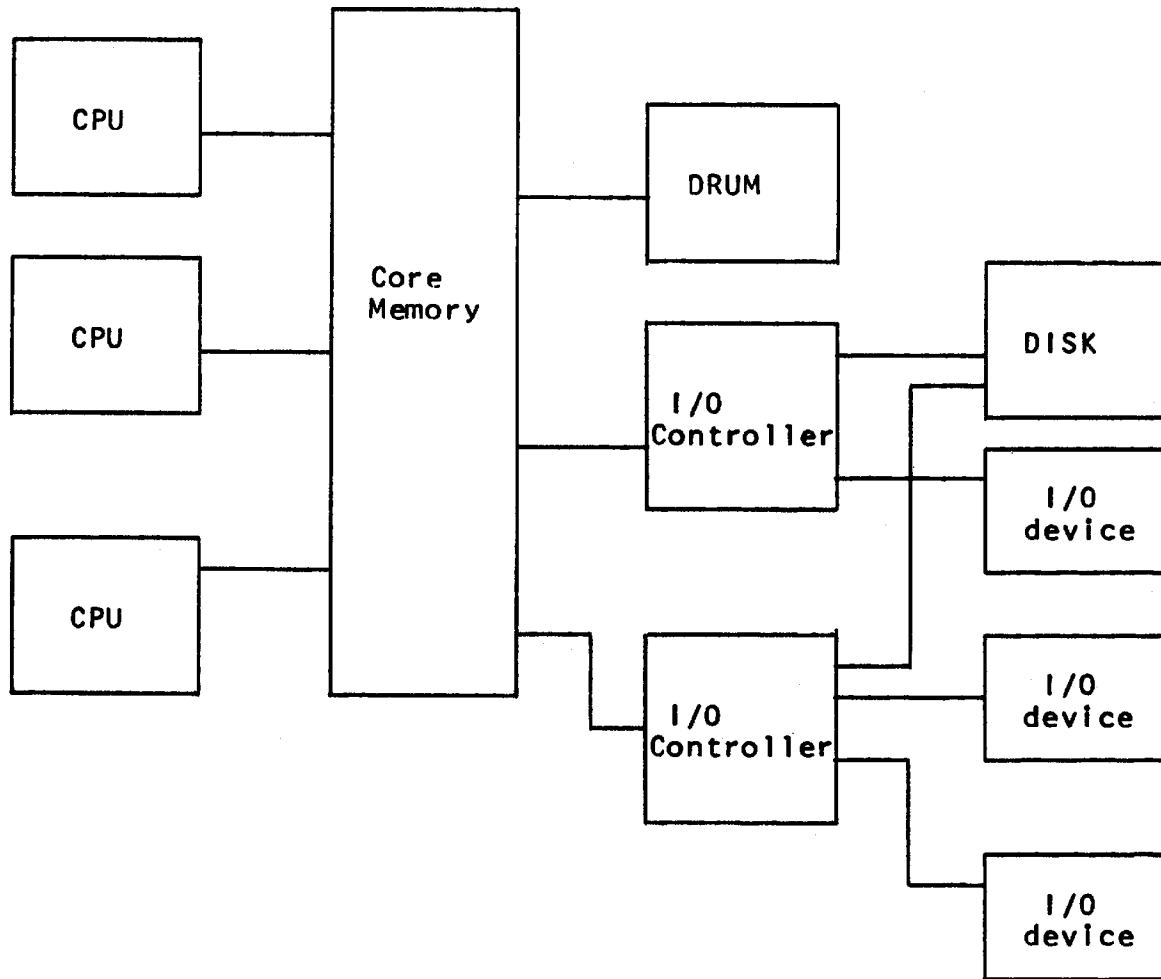 CPU
CPU
CPU
Core
Memory
DRUM
I/O
Controller
I/O
Controller
DISK
I/O
device
I/O
device
I/O
device